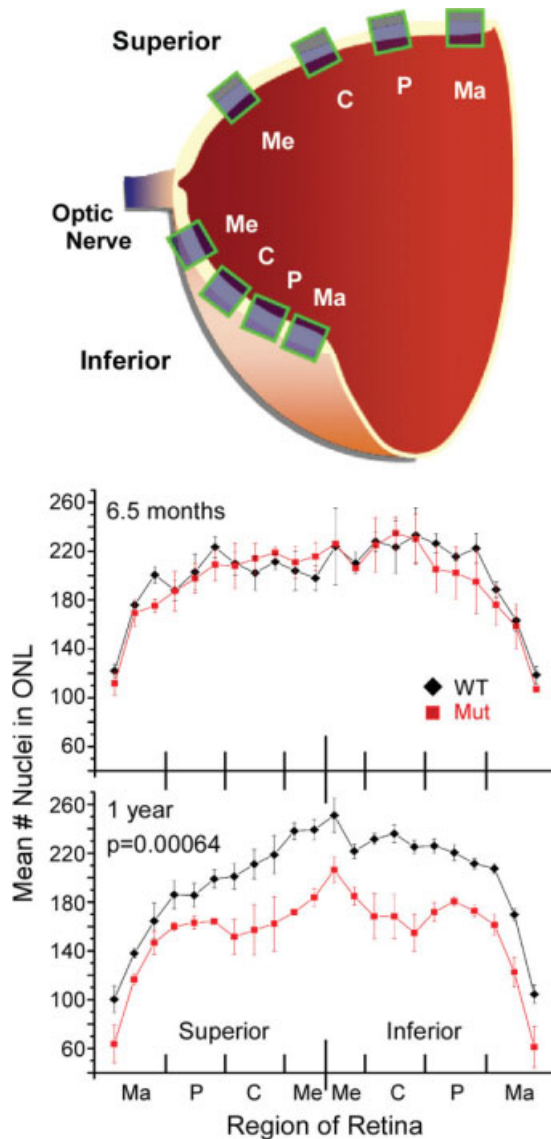 Superior
C
P
Ma
Me
Optic
Nerve
Me
C
P
Ma
Inferior
Mean # Nuclei in ONL
260
220
180
140
100
60
6.5 months
WT
Mut
260
220
180
140
100
60
1 year
p=0.00064
Superior
Inferior
Ma
P
C
Me
Me
C
P
Ma
Region of Retina